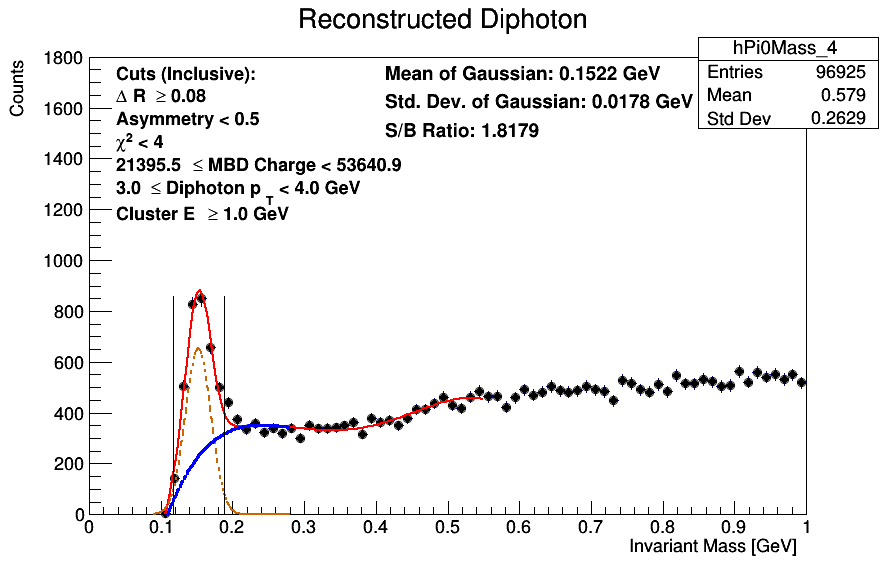 Reconstructed Diphoton
hPi0Mass_4
Entries 96925
Mean 0.579
Std Dev 0.2629
Cuts (Inclusive):
Δ R ≥ 0.08
Asymmetry < 0.5
χ² < 4
21395.5 ≤ MBD Charge < 53640.9
3.0 ≤ Diphoton p_T < 4.0 GeV
Cluster E ≥ 1.0 GeV
Mean of Gaussian: 0.1522 GeV
Std. Dev. of Gaussian: 0.0178 GeV
S/B Ratio: 1.8179
Counts
1800
1600
1400
1200
1000
800
600
400
200
0
0 0.1 0.2 0.3 0.4 0.5 0.6 0.7 0.8 0.9 1
Invariant Mass [GeV]